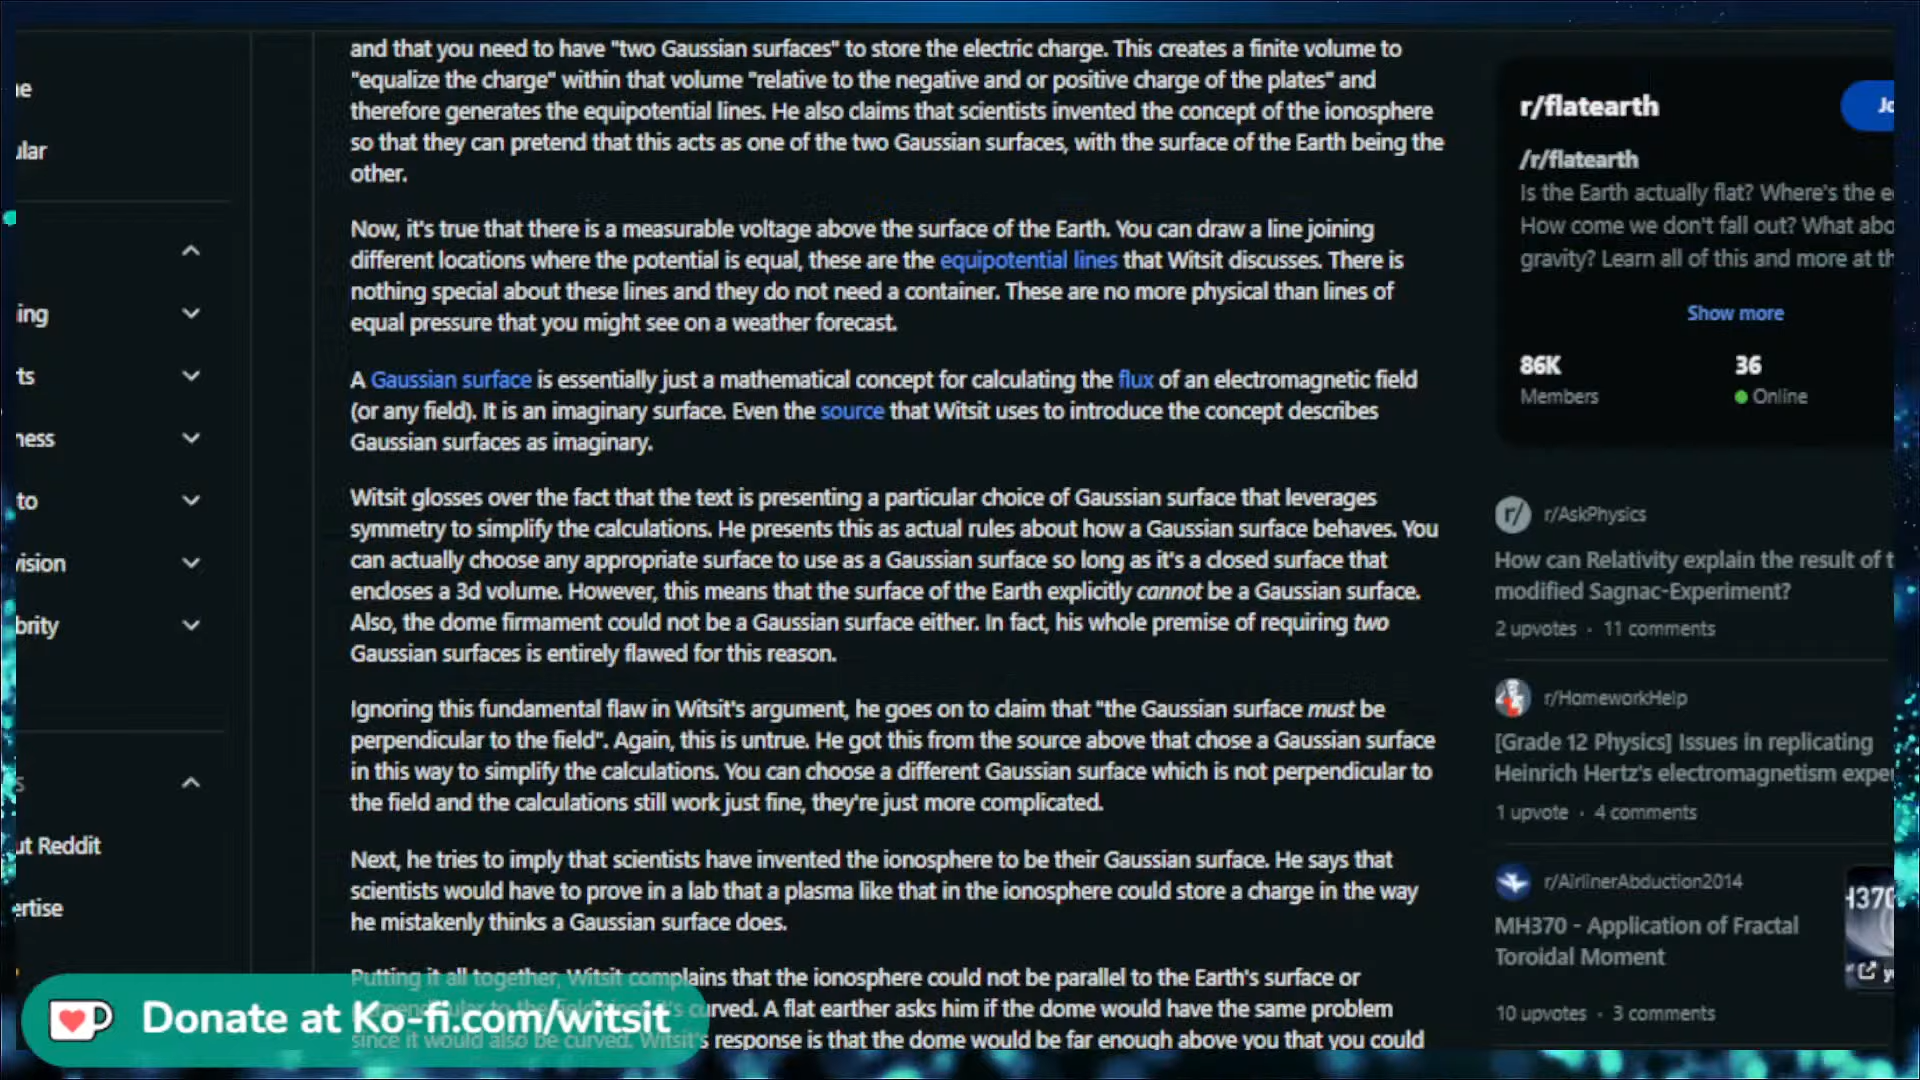 and that you need to have "two Gaussian surfaces" to store the electric charge. This creates a finite volume to
"equalize the charge" within that volume "relative to the negative and or positive charge of the plates" and
therefore generates the equipotential lines. He also claims that scientists invented the concept of the ionosphere
so that they can pretend that this acts as one of the two Gaussian surfaces, with the surface of the Earth being the
other.
Now, it's true that there is a measurable voltage above the surface of the Earth. You can draw a line joining
different locations where the potential is equal, these are the equipotential lines that Witsit discusses. There is
nothing special about these lines and they do not need a container. These are no more physical than lines of
equal pressure that you might see on a weather forecast.
A Gaussian surface is essentially just a mathematical concept for calculating the flux of an electromagnetic field
(or any field). It is an imaginary surface. Even the source that Witsit uses to introduce the concept describes
Gaussian surfaces as imaginary.
Witsit glosses over the fact that the text is presenting a particular choice of Gaussian surface that leverages
symmetry to simplify the calculations. He presents this as actual rules about how a Gaussian surface behaves. You
can actually choose any appropriate surface to use as a Gaussian surface so long as it's a closed surface that
encloses a 3d volume. However, this means that the surface of the Earth explicitly cannot be a Gaussian surface.
Also, the dome firmament could not be a Gaussian surface either. In fact, his whole premise of requiring two
Gaussian surfaces is entirely flawed for this reason.
Ignoring this fundamental flaw in Witsit's argument, he goes on to claim that "the Gaussian surface must be
perpendicular to the field". Again, this is untrue. He got this from the source above that chose a Gaussian surface
in this way to simplify the calculations. You can choose a different Gaussian surface which is not perpendicular to
the field and the calculations still work just fine, they're just more complicated.
Next, he tries to imply that scientists have invented the ionosphere to be their Gaussian surface. He says that
scientists would have to prove in a lab that a plasma like that in the ionosphere could store a charge in the way
he mistakenly thinks a Gaussian surface does.
Putting it all together, Witsit complains that the ionosphere could not be parallel to the Earth's surface or
curved. A flat earther asks him if the dome would have the same problem
since it would also be curved. Witsit's response is that the dome would be far enough above you that you could
e
lar
ing
ts
ness
to
vision
brity
s
ut Reddit
ertise
r/flatearth
Jo
/r/flatearth
Is the Earth actually flat? Where's the e
How come we don't fall out? What abo
gravity? Learn all of this and more at th
Show more
86K
36
Members
Online
r/AskPhysics
How can Relativity explain the result of t
modified Sagnac-Experiment?
2 upvotes · 11 comments
r/HomeworkHelp
[Grade 12 Physics] Issues in replicating
Heinrich Hertz's electromagnetism expe
1 upvote · 4 comments
r/AirlinerAbduction2014
MH370 - Application of Fractal
Toroidal Moment
H370
10 upvotes · 3 comments
Donate at Ko-fi.com/witsit